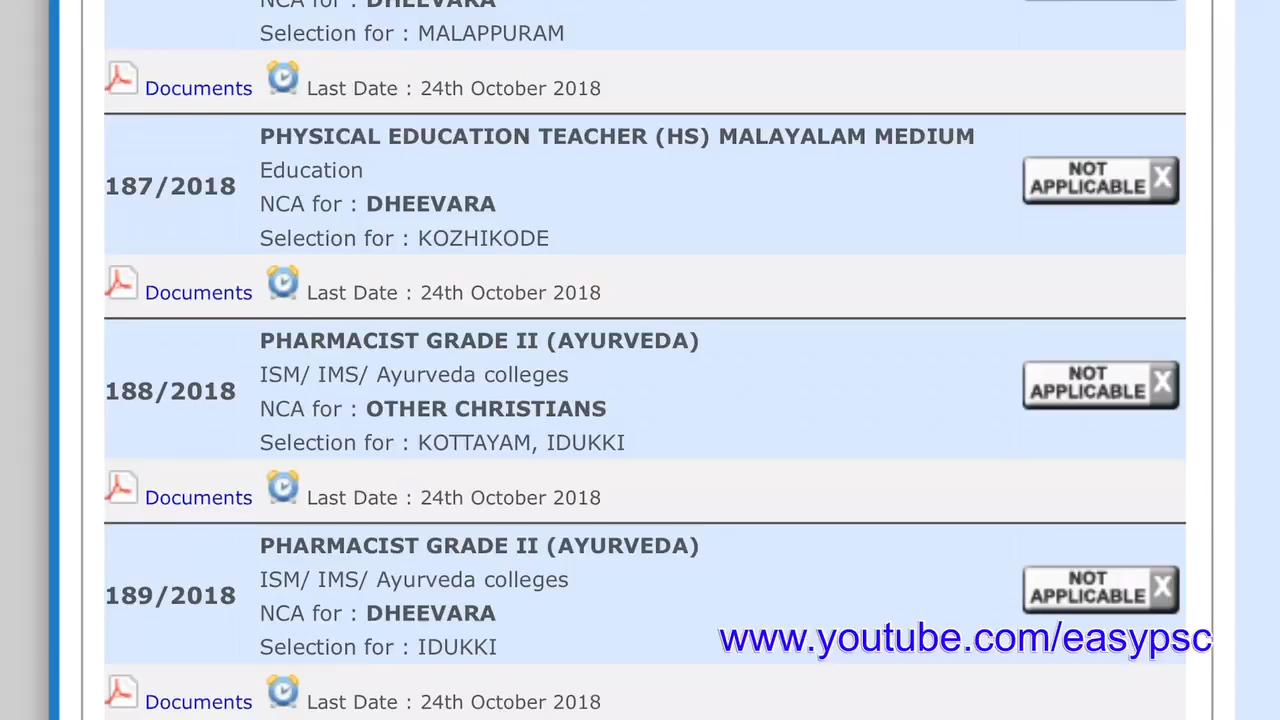 NCA for : DHEEVARA
Selection for : MALAPPURAM
Documents Last Date : 24th October 2018
PHYSICAL EDUCATION TEACHER (HS) MALAYALAM MEDIUM
187/2018
Education
NCA for : DHEEVARA
Selection for : KOZHIKODE
NOT
APPLICABLE X
Documents Last Date : 24th October 2018
PHARMACIST GRADE II (AYURVEDA)
188/2018
ISM/ IMS/ Ayurveda colleges
NCA for : OTHER CHRISTIANS
Selection for : KOTTAYAM, IDUKKI
NOT
APPLICABLE X
Documents Last Date : 24th October 2018
PHARMACIST GRADE II (AYURVEDA)
189/2018
ISM/ IMS/ Ayurveda colleges
NCA for : DHEEVARA
Selection for : IDUKKI
NOT
APPLICABLE X
www.youtube.com/easypsc
Documents Last Date : 24th October 2018